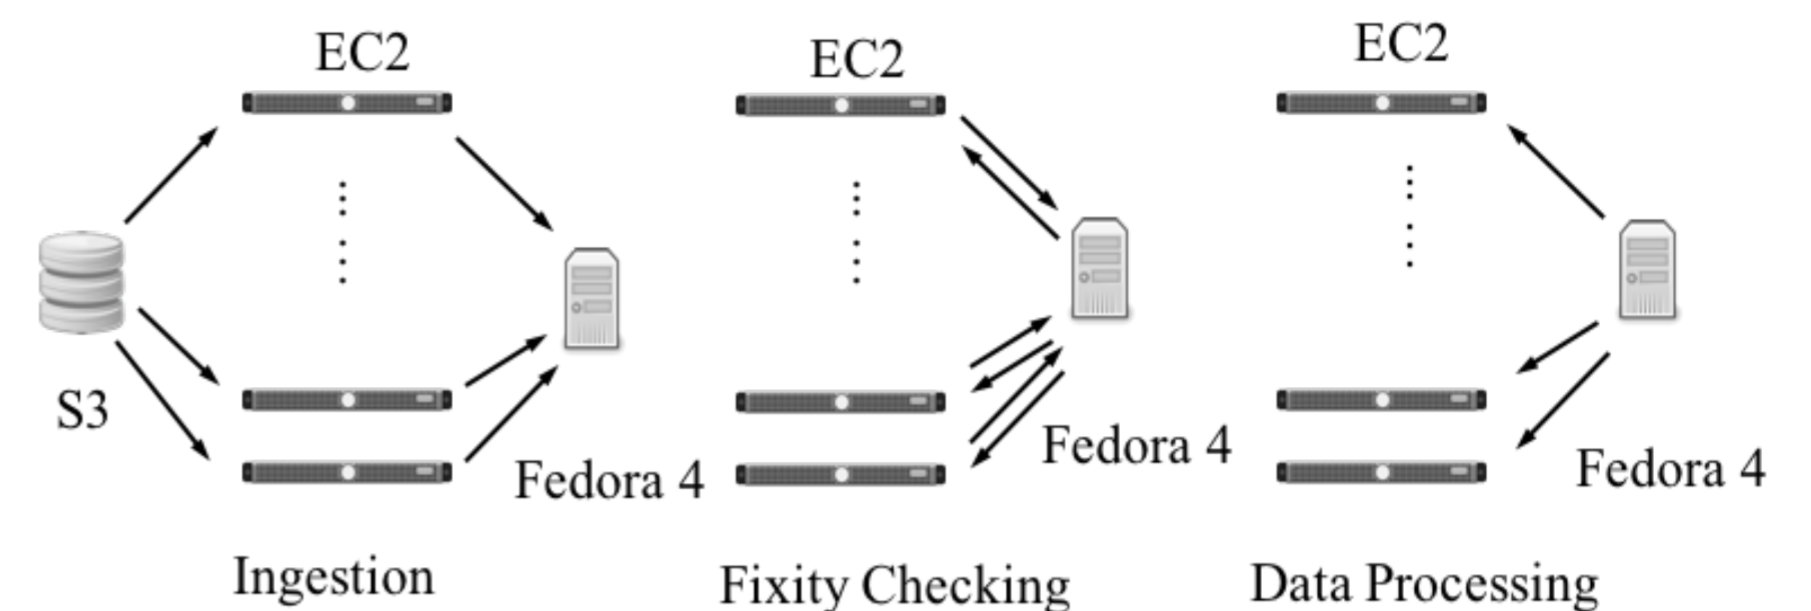 EC2
S3
Fedora 4
Ingestion
EC2
Fedora 4
Fixity Checking
EC2
Fedora 4
Data Processing